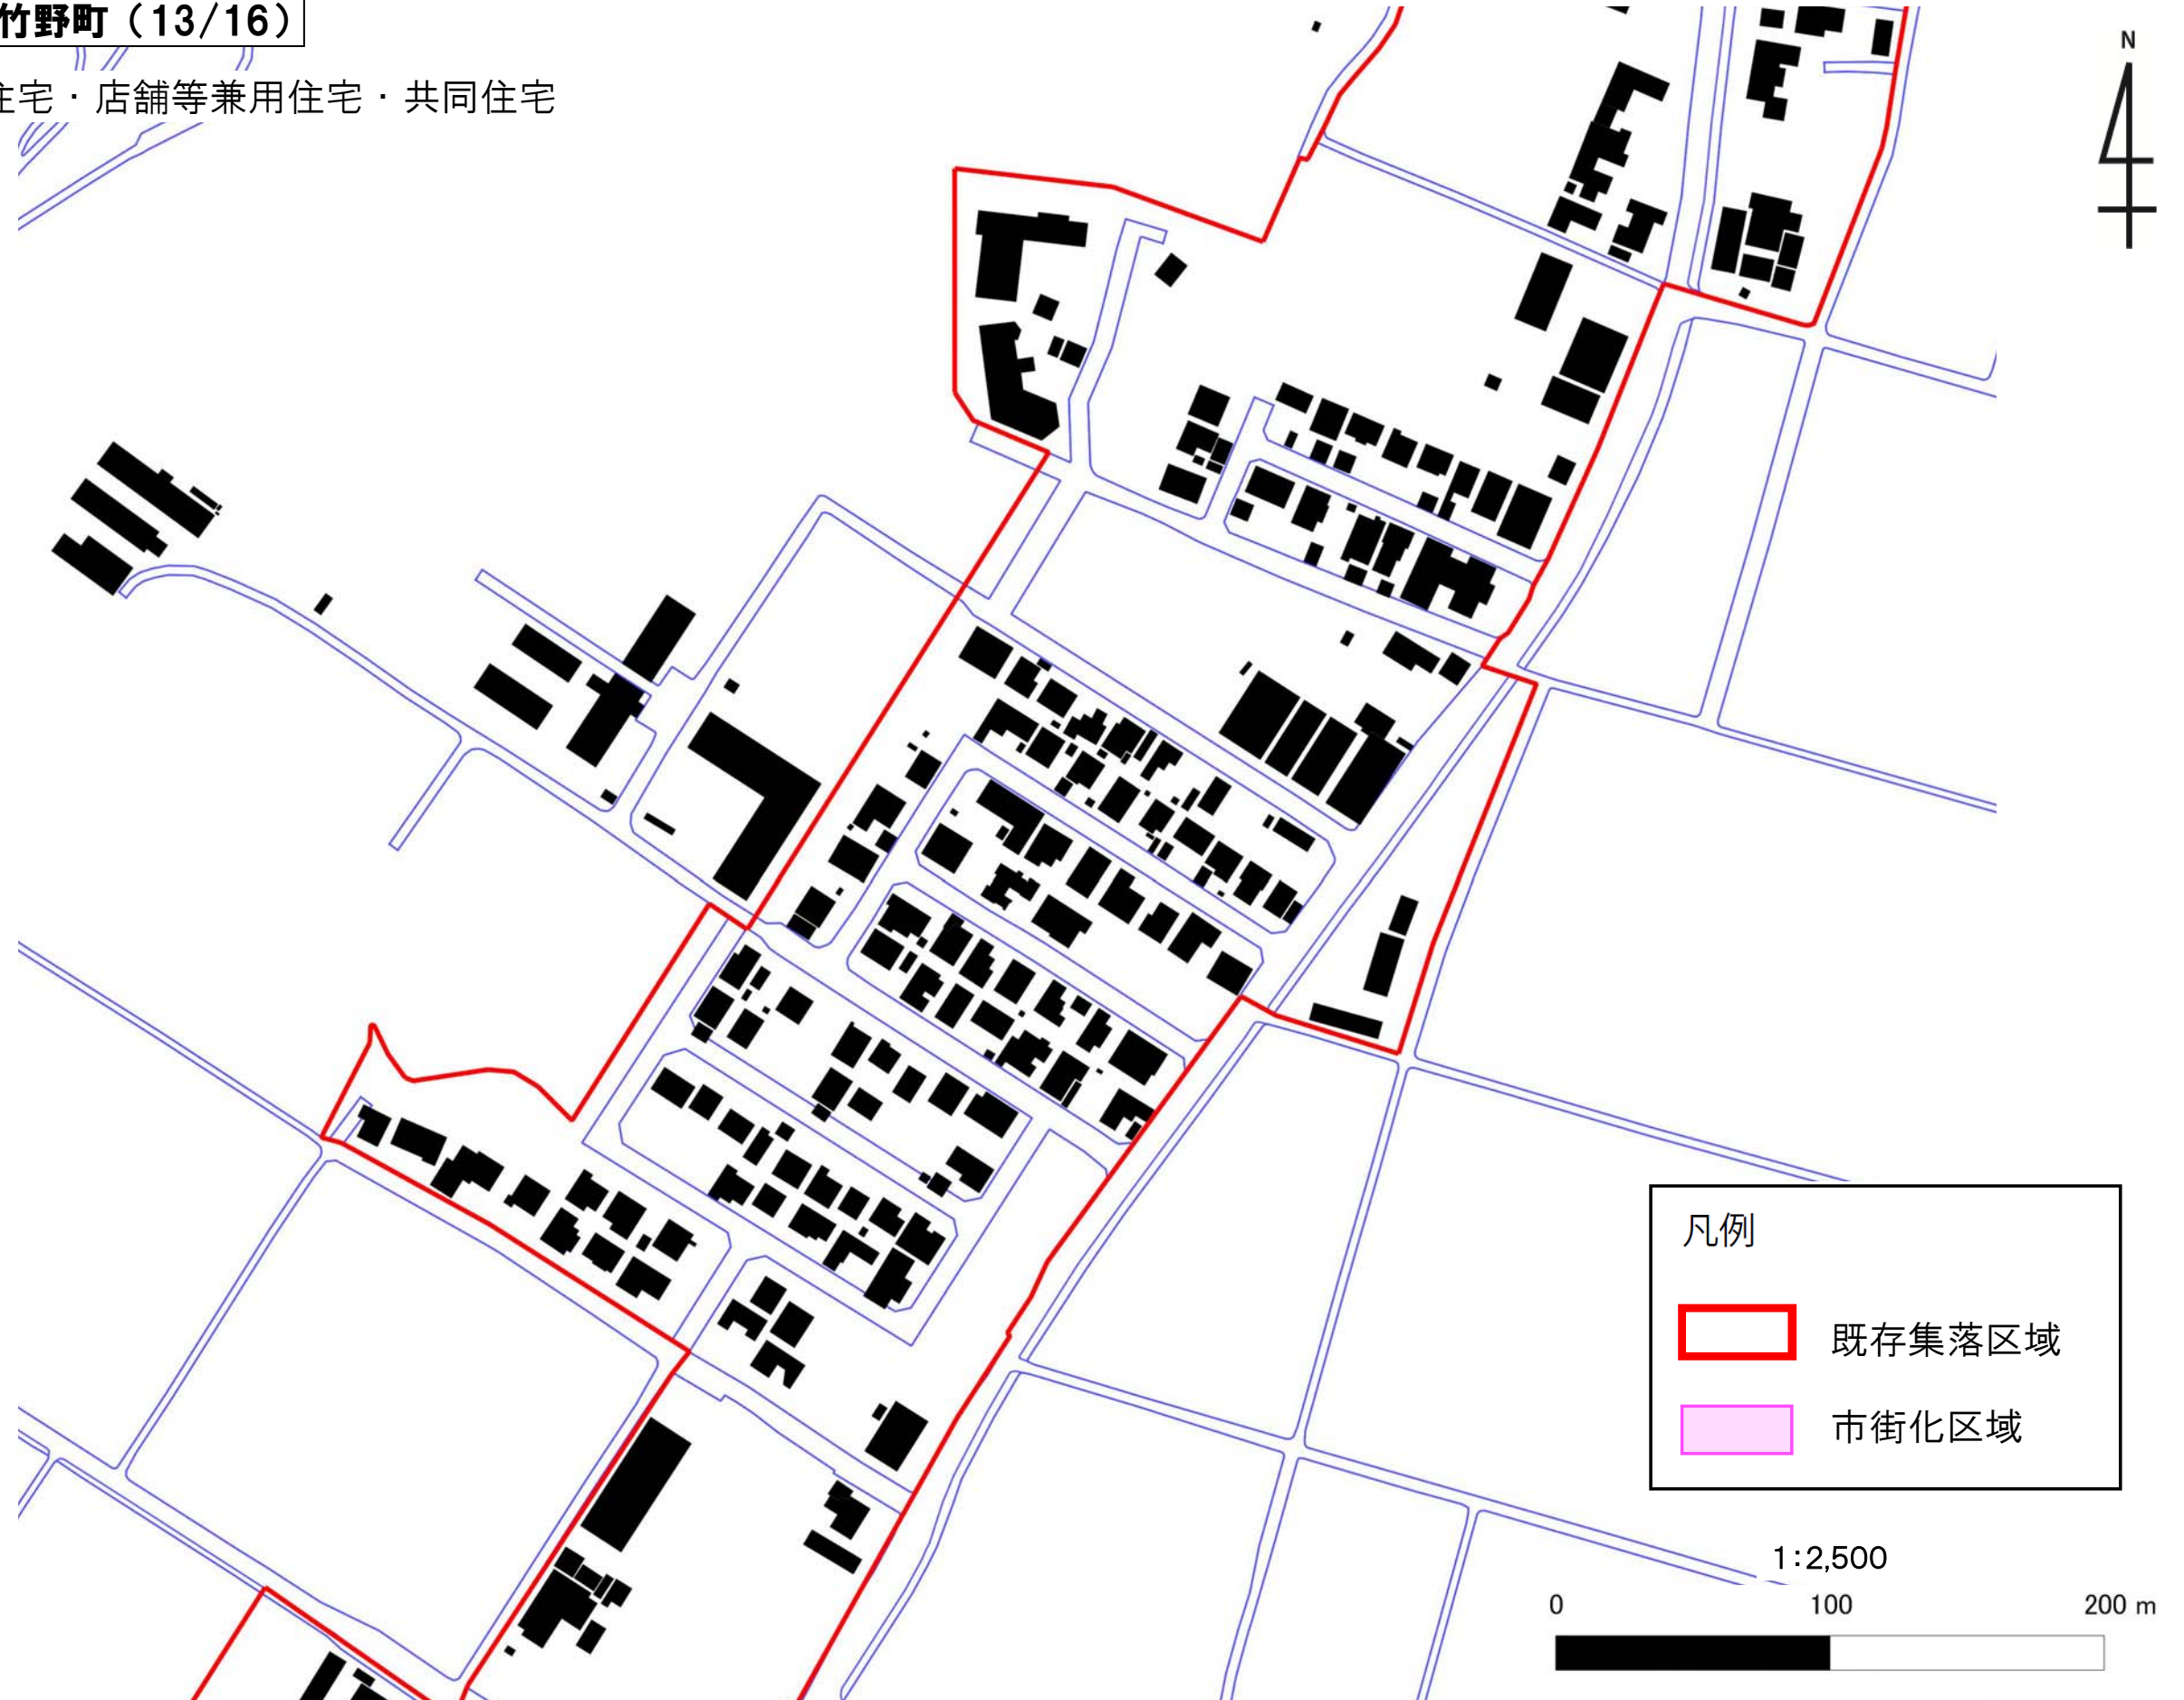 竹野町（13/16）
住宅・店舗等兼用住宅・共同住宅
N
凡例
既存集落区域
市街化区域
1:2,500
0 100 200 m